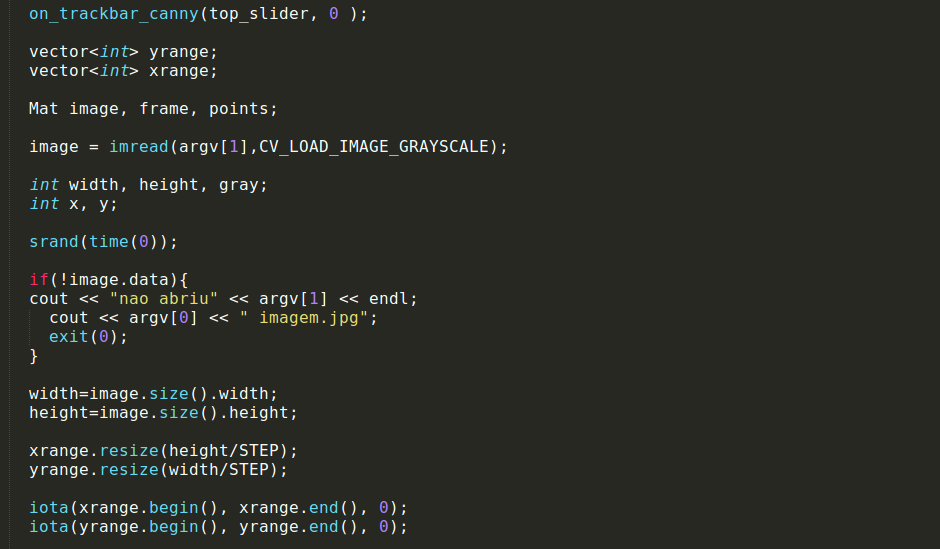 on_trackbar_canny(top_slider, 0 );
vector<int> yrange;
vector<int> xrange;
Mat image, frame, points;
image = imread(argv[1],CV_LOAD_IMAGE_GRAYSCALE);
int width, height, gray;
int x, y;
srand(time(0));
if(!image.data){
cout << "nao abriu" << argv[1] << endl;
  cout << argv[0] << " imagem.jpg";
  exit(0);
}
width=image.size().width;
height=image.size().height;
xrange.resize(height/STEP);
yrange.resize(width/STEP);
iota(xrange.begin(), xrange.end(), 0);
iota(yrange.begin(), yrange.end(), 0);